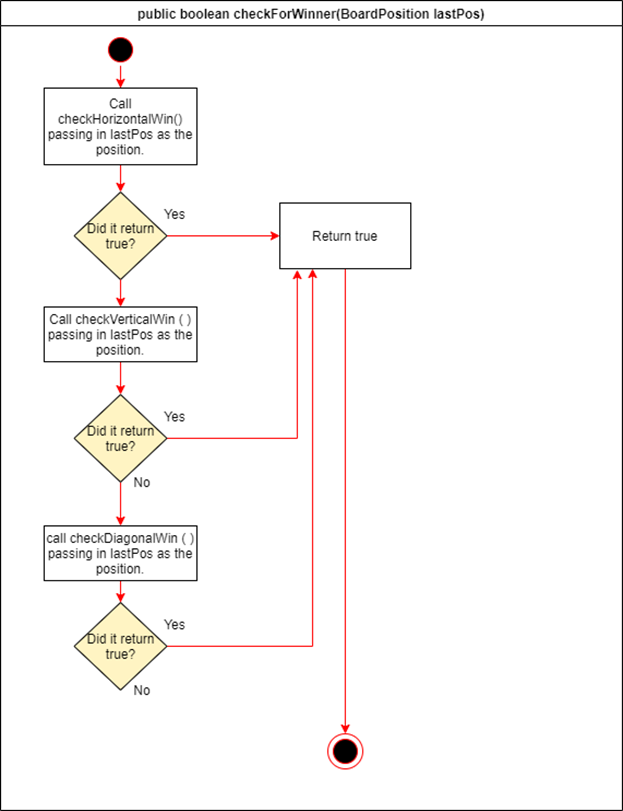 public boolean checkForWinner(BoardPosition lastPos)
Call
checkHorizontalWin()
passing in lastPos as the
position.
Yes
Did it return
true?
Return true
Call checkVerticalWin ( )
passing in lastPos as the
position.
Yes
Did it return
true?
No
call checkDiagonalWin ( )
passing in lastPos as the
position.
Yes
Did it return
true?
No